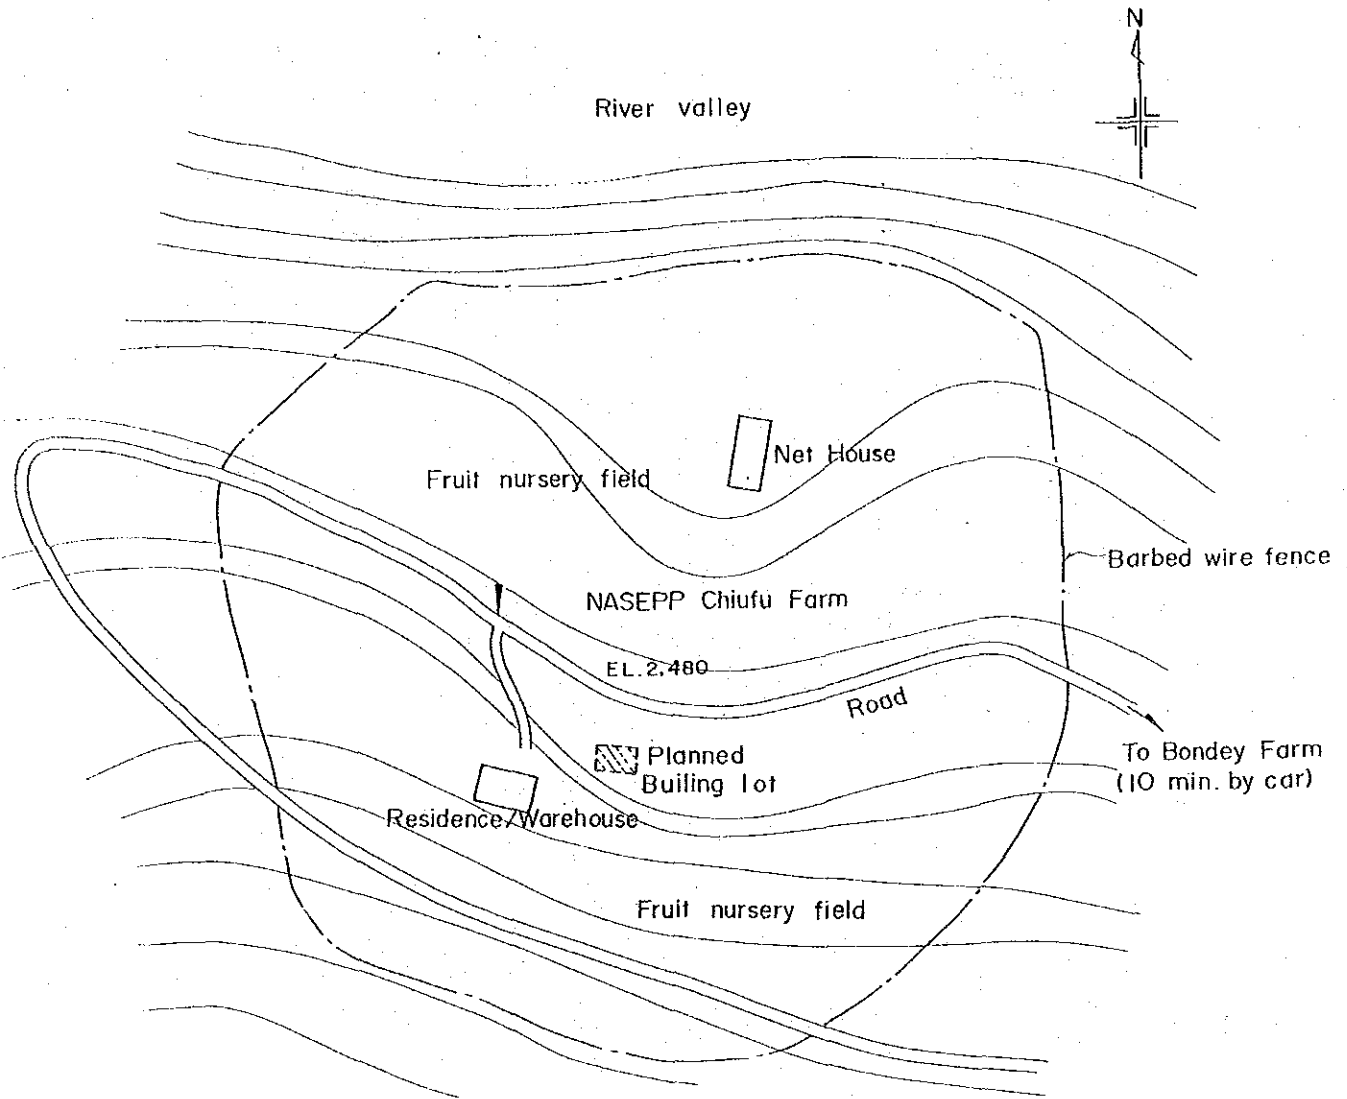 N
River valley
Net House
Fruit nursery field
Barbed wire fence
NASEPP Chiufu Farm
EL.2,480
Road
To Bondey Farm
(10 min. by car)
Planned
Builing lot
Residence/Warehouse
Fruit nursery field